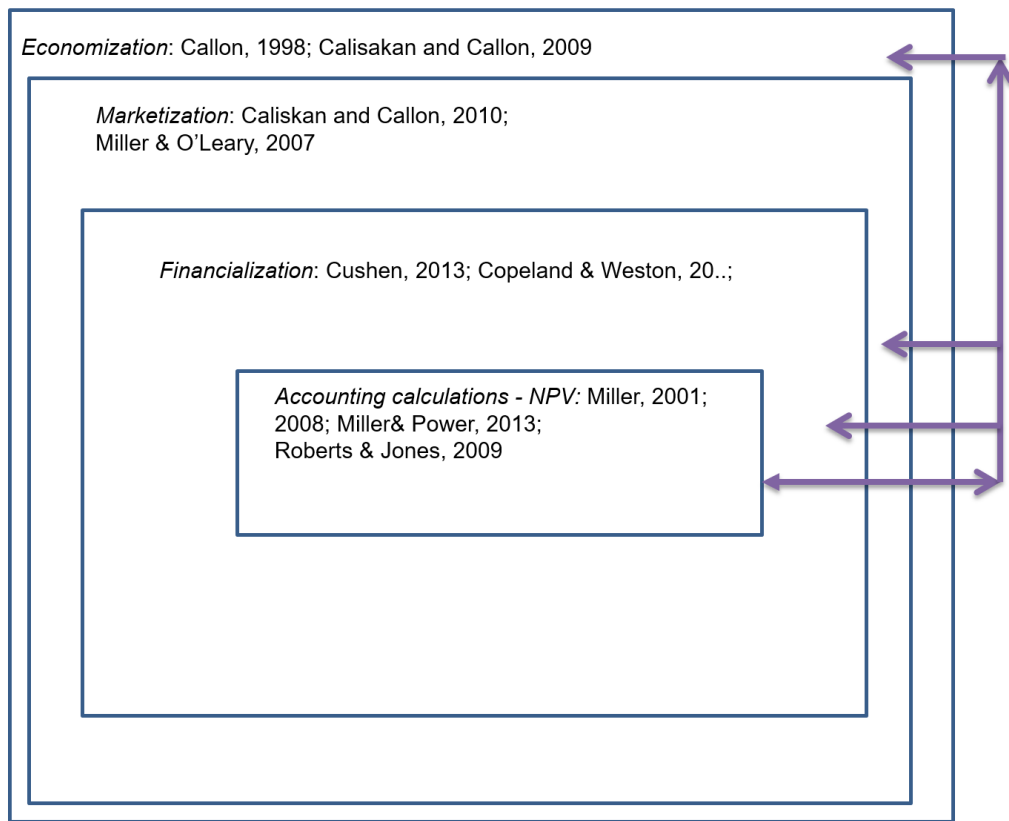 Economization: Callon, 1998; Calisakan and Callon, 2009
Marketization: Caliskan and Callon, 2010;
Miller & O’Leary, 2007
Financialization: Cushen, 2013; Copeland & Weston, 20..;
Accounting calculations - NPV: Miller, 2001;
2008; Miller& Power, 2013;
Roberts & Jones, 2009